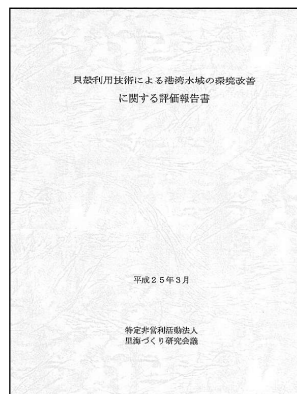 貝殻利用技術による港湾水域の環境改善
に関する評価報告書
平成25年3月
特定非営利活動法人
里海づくり研究会議